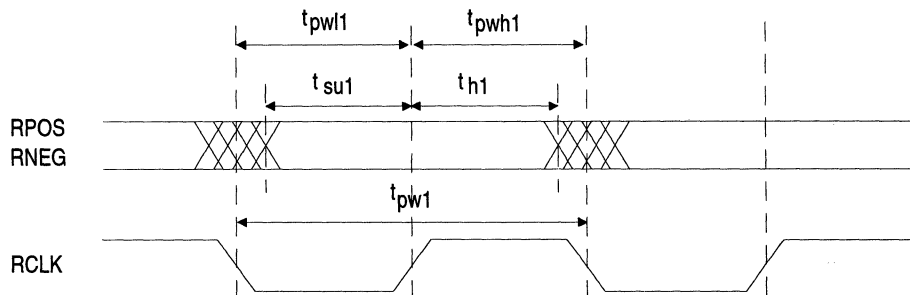 tpwl1 tpwh1
tsu1 th1
RPOS
RNEG
tpw1
RCLK